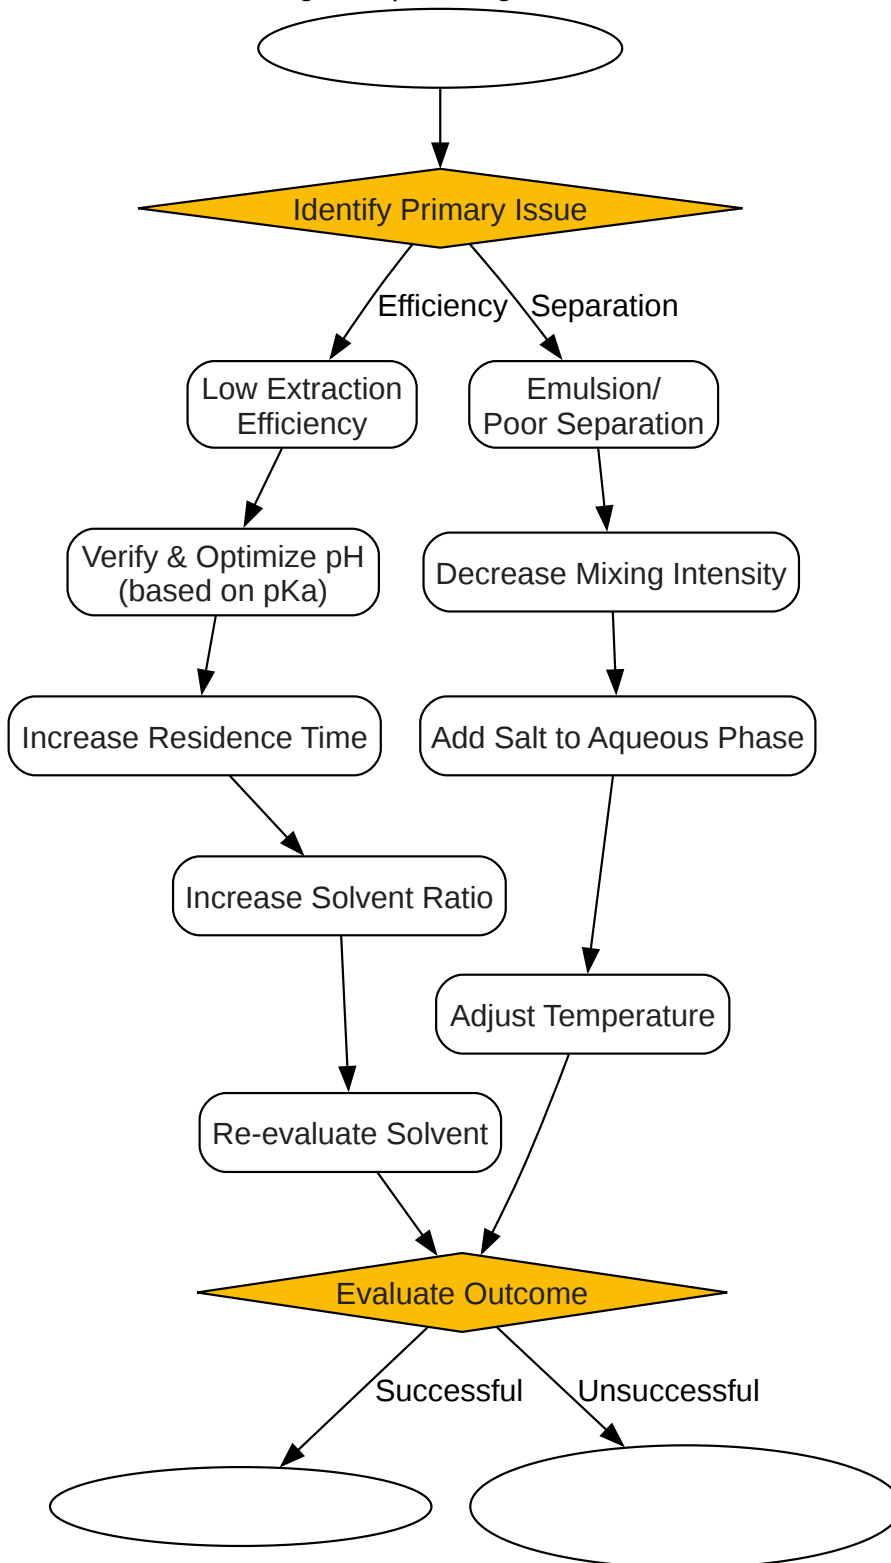 Identify Primary Issue
Efficiency
Separation
Low Extraction
Efficiency
Emulsion/
Poor Separation
Verify & Optimize pH
(based on pKa)
Decrease Mixing Intensity
Increase Residence Time
Add Salt to Aqueous Phase
Increase Solvent Ratio
Adjust Temperature
Re-evaluate Solvent
Evaluate Outcome
Successful
Unsuccessful